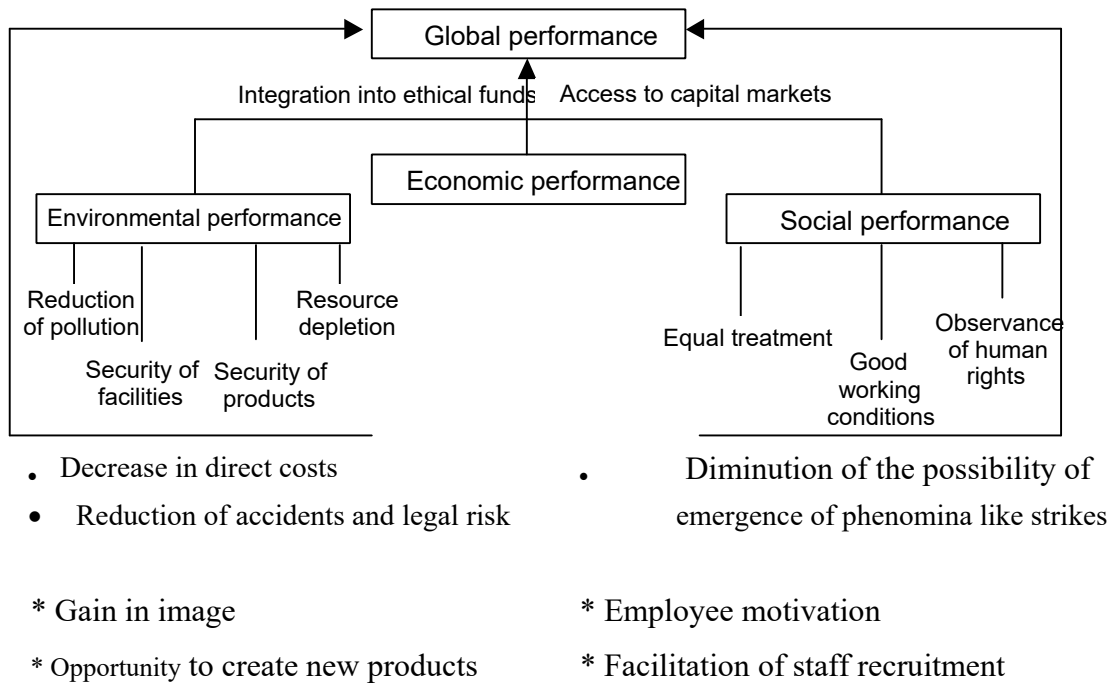 Global performance
Integration into ethical funds
Access to capital markets
Economic performance
Environmental performance
Social performance
Reduction
of pollution
Security of
facilities
Security of
products
Resource
depletion
Equal treatment
Good
working
conditions
Observance
of human
rights
. Decrease in direct costs
• Reduction of accidents and legal risk
* Gain in image
* Opportunity to create new products
. Diminution of the possibility of
emergence of phenomina like strikes
* Employee motivation
* Facilitation of staff recruitment